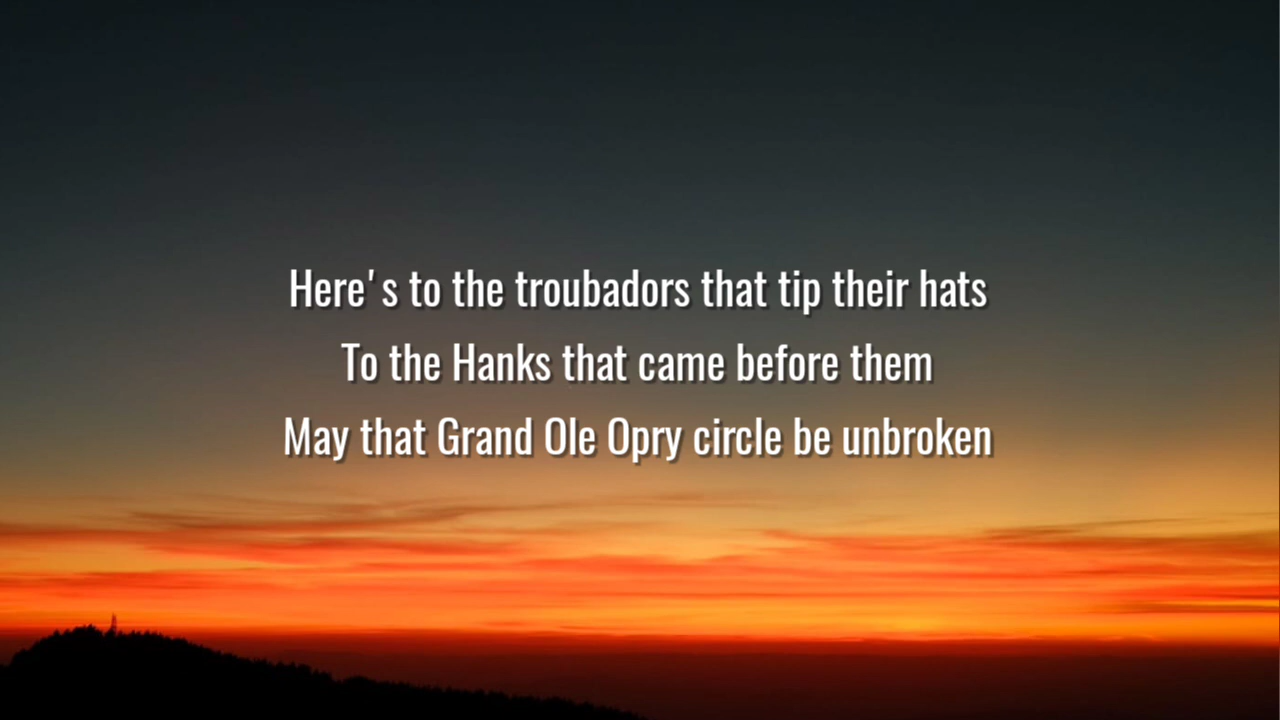 Here's to the troubadors that tip their hats
To the Hanks that came before them
May that Grand Ole Opry circle be unbroken